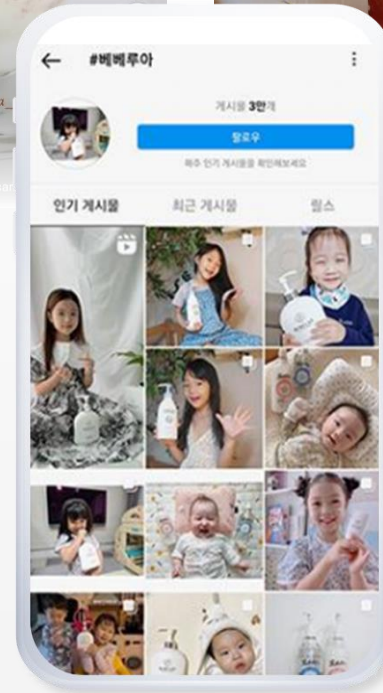 #베베루아
게시물 3만개
팔로우
매주 인기 게시물을 확인해보세요
인기 게시물
최근 게시물
릴스